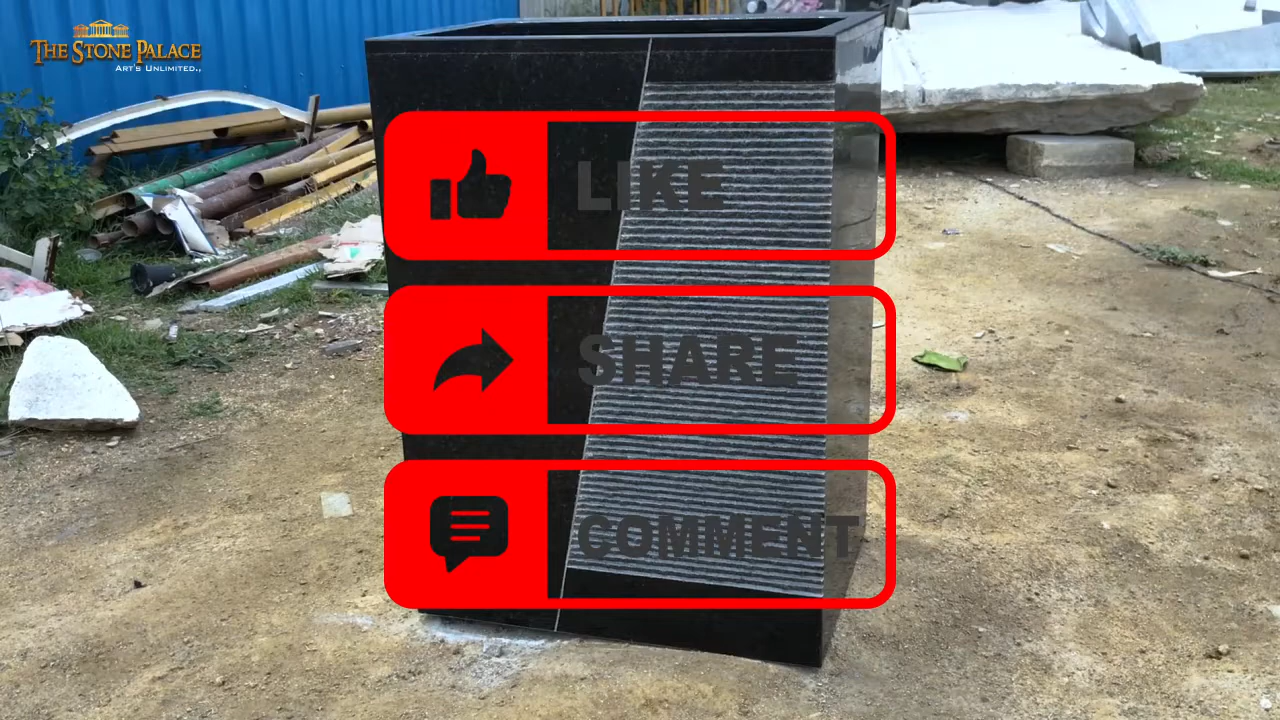 THE STONE PALACE
ART'S UNLIMITED.,
LIKE
SHARE
COMMENT